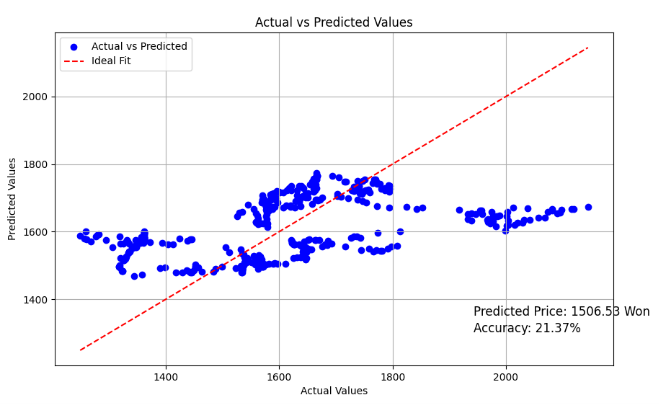 Actual vs Predicted Values
Actual vs Predicted
Ideal Fit
2000
1800
1600
1400
Predicted Values
Predicted Price: 1506.53 Won
Accuracy: 21.37%
1400 1600 1800 2000
Actual Values